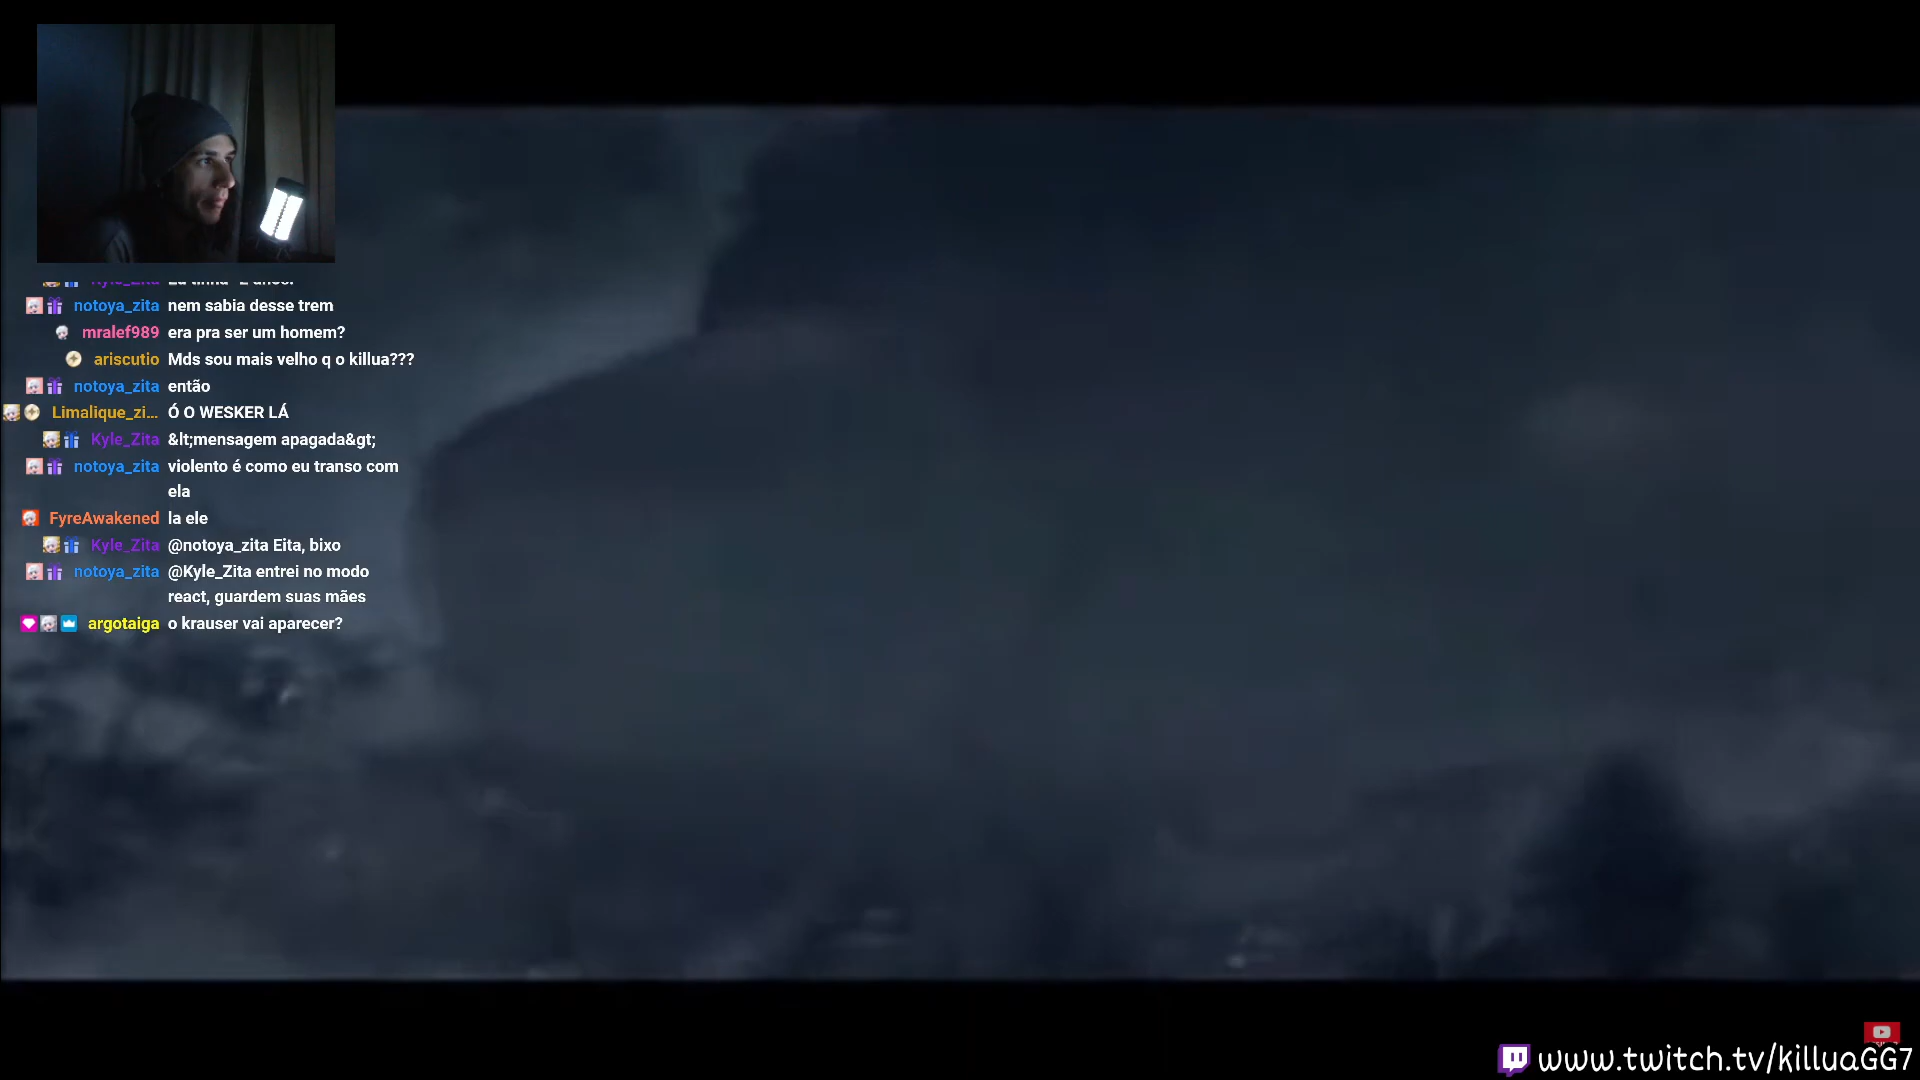 notoya_zita nem sabia desse trem
mralef989 era pra ser um homem?
ariscutio Mds sou mais velho q o killua???
notoya_zita então
Limalique_zi... Ó O WESKER LÁ
Kyle_Zita &lt;mensagem apagada&gt;
notoya_zita violento é como eu transo com
ela
FyreAwakened la ele
Kyle_Zita @notoya_zita Eita, bixo
notoya_zita @Kyle_Zita entrei no modo
react, guardem suas mães
argotaiga o krauser vai aparecer?
www.twitch.tv/killuaGG7